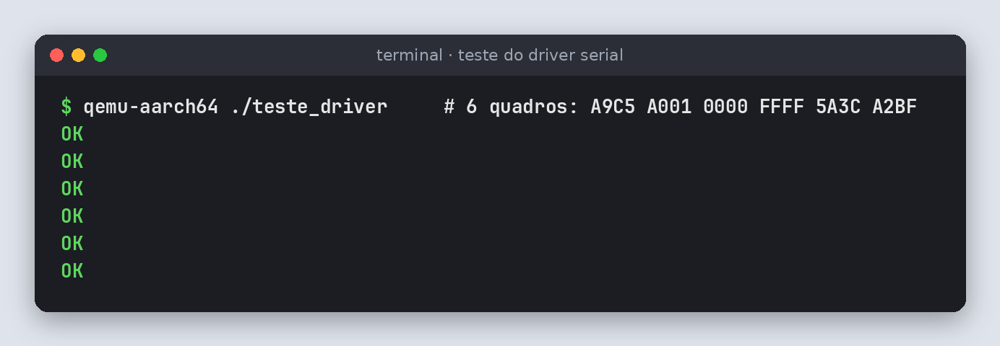 terminal · teste do driver serial
$ qemu-aarch64 ./teste_driver     # 6 quadros: A9C5 A001 0000 FFFF 5A3C A2BF
OK
OK
OK
OK
OK
OK